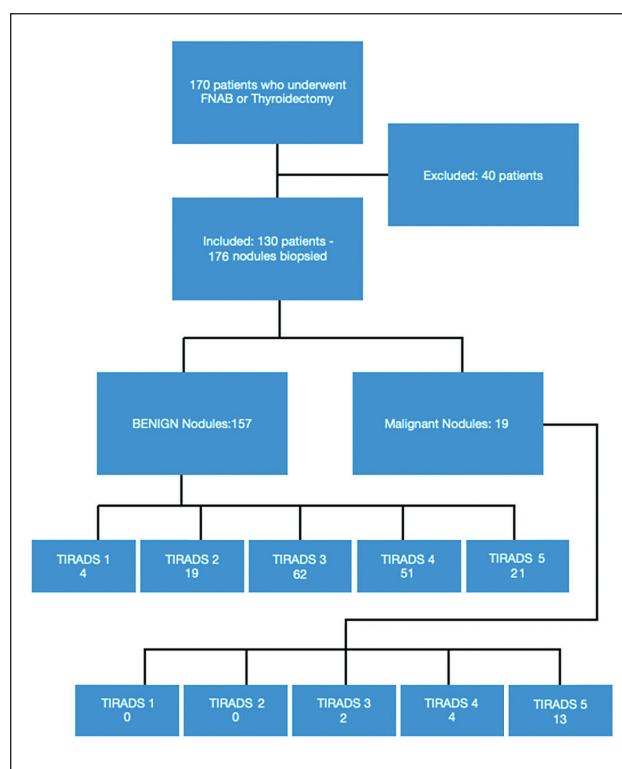 170 patients who underwent
FNAB or Thyroidectomy
Excluded: 40 patients
Included: 130 patients -
176 nodules biopsied
BENIGN Nodules:157
Malignant Nodules: 19
TIRADS 1
4
TIRADS 2
19
TIRADS 3
62
TIRADS 4
51
TIRADS 5
21
TIRADS 1
0
TIRADS 2
0
TIRADS 3
2
TIRADS 4
4
TIRADS 5
13